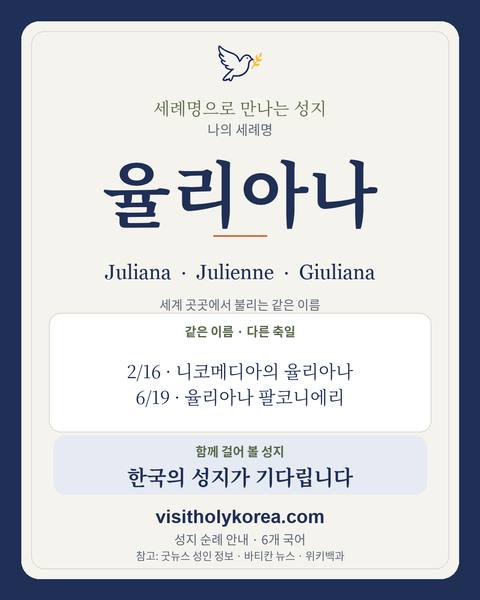 세례명으로 만나는 성지
나의 세례명
율리아나
Juliana · Julienne · Giuliana
세계 곳곳에서 불리는 같은 이름
같은 이름 · 다른 축일
2/16 · 니코메디아의 율리아나
6/19 · 율리아나 팔코니에리
함께 걸어 볼 성지
한국의 성지가 기다립니다
visitholykorea.com
성지 순례 안내 · 6개 국어
참고: 굿뉴스 성인 정보 · 바티칸 뉴스 · 위키백과